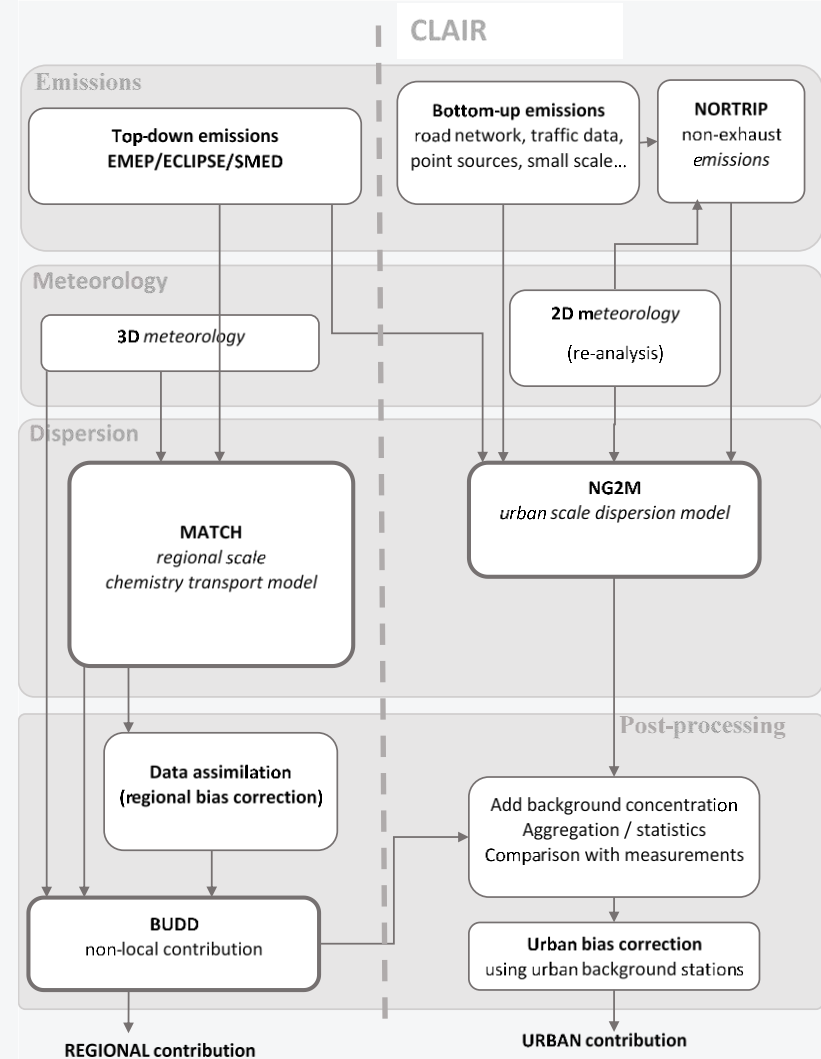 CLAIR
Emissions
Top-down emissions
EMEP/ECLIPSE/SMED
Bottom-up emissions
road network, traffic data,
point sources, small scale...
NORTRIP
non-exhaust
emissions
Meteorology
3D meteorology
2D meteorology
(re-analysis)
Dispersion
MATCH
regional scale
chemistry transport model
NG2M
urban scale dispersion model
Post-processing
Data assimilation
(regional bias correction)
Add background concentration
Aggregation / statistics
Comparison with measurements
BUDD
non-local contribution
Urban bias correction
using urban background stations
REGIONAL contribution
URBAN contribution